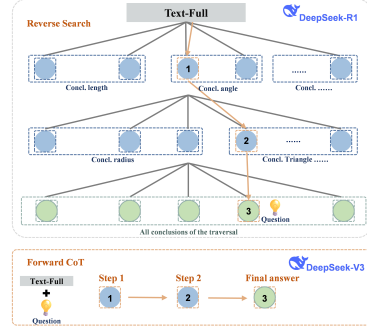 Text-Full
DeepSeek-R1
Reverse Search
1
......
Concl. length
Concl. angle
Concl. ......
2
......
Concl. radius
Concl. Triangle ......
3
Question
All conclusions of the traversal
Forward CoT
DeepSeek-V3
Text-Full
+
Question
Step 1
Step 2
Final answer
1
2
3